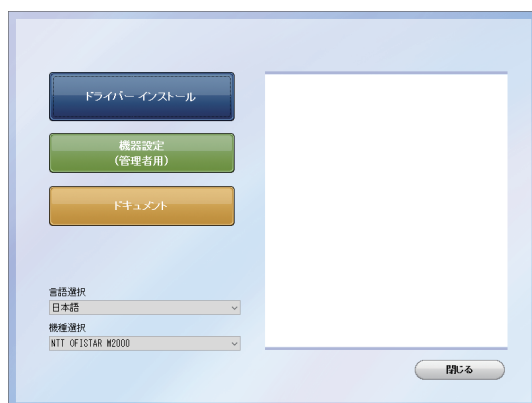 ドライバー インストール
機器設定
(管理者用)
ドキュメント
言語選択
日本語
機種選択
NTT OFISTAR M2000
閉じる